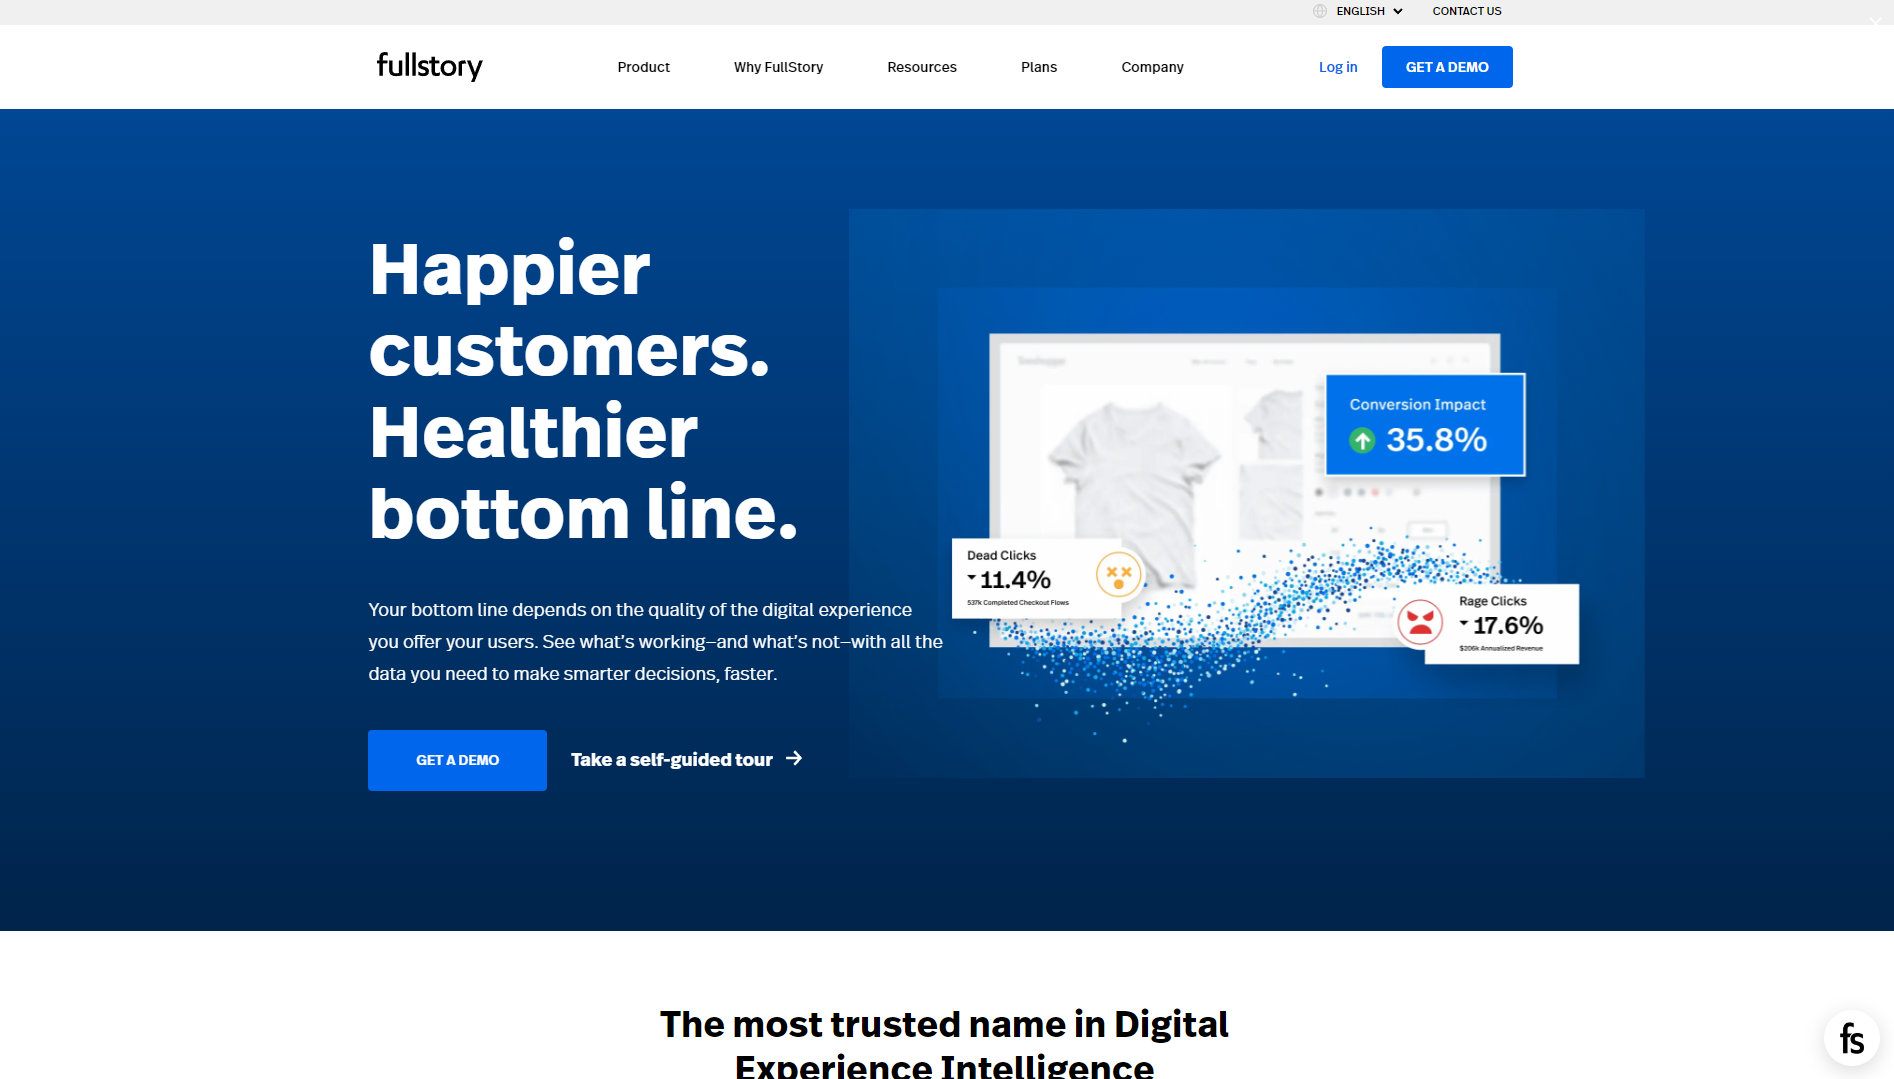 ENGLISH
CONTACT US
fullstory
Product
Why FullStory
Resources
Plans
Company
Log in
GET A DEMO
Happier
customers.
Healthier
bottom line.
Your bottom line depends on the quality of the digital experience
you offer your users. See what's working—and what's not—with all the
data you need to make smarter decisions, faster.
GET A DEMO
Take a self-guided tour
Conversion Impact
35.8%
Dead Clicks
11.4%
537k Completed Checkout Flows
Rage Clicks
17.6%
$206k Annualized Revenue
The most trusted name in Digital
Experience Intelligence
fs